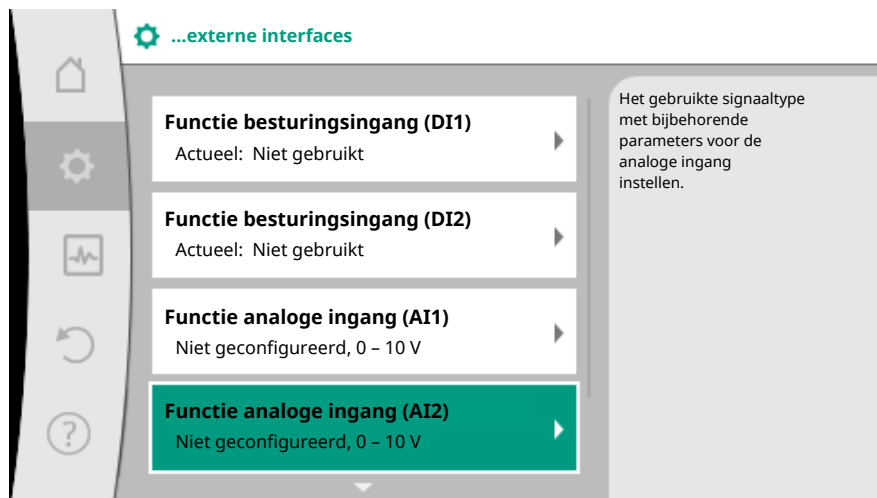 ...externe interfaces
Functie besturingsingang (DI1)
Actueel: Niet gebruikt
Functie besturingsingang (DI2)
Actueel: Niet gebruikt
Functie analoge ingang (AI1)
Niet geconfigureerd, 0 – 10 V
Functie analoge ingang (AI2)
Niet geconfigureerd, 0 – 10 V
Het gebruikte signaaltype
met bijbehorende
parameters voor de
analoge ingang
instellen.
?